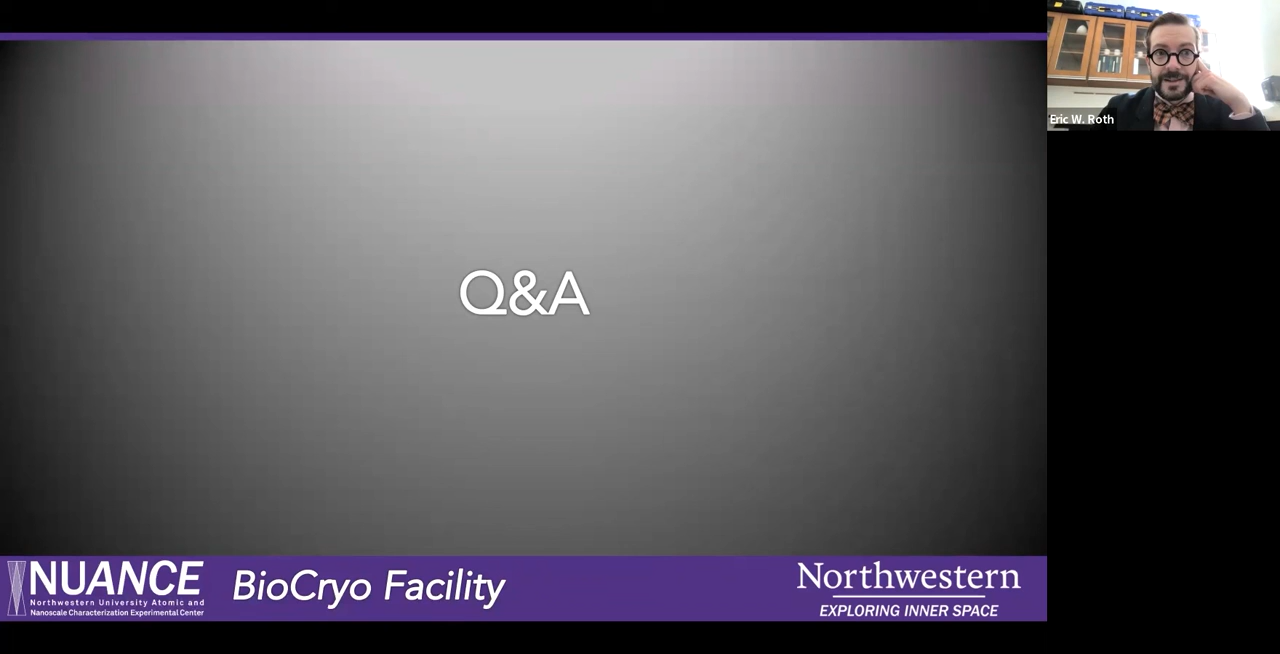 Eric W. Roth
Q&A
NUANCE
Northwestern University Atomic and
Nanoscale Characterization Experimental Center
BioCryo Facility
Northwestern
EXPLORING INNER SPACE